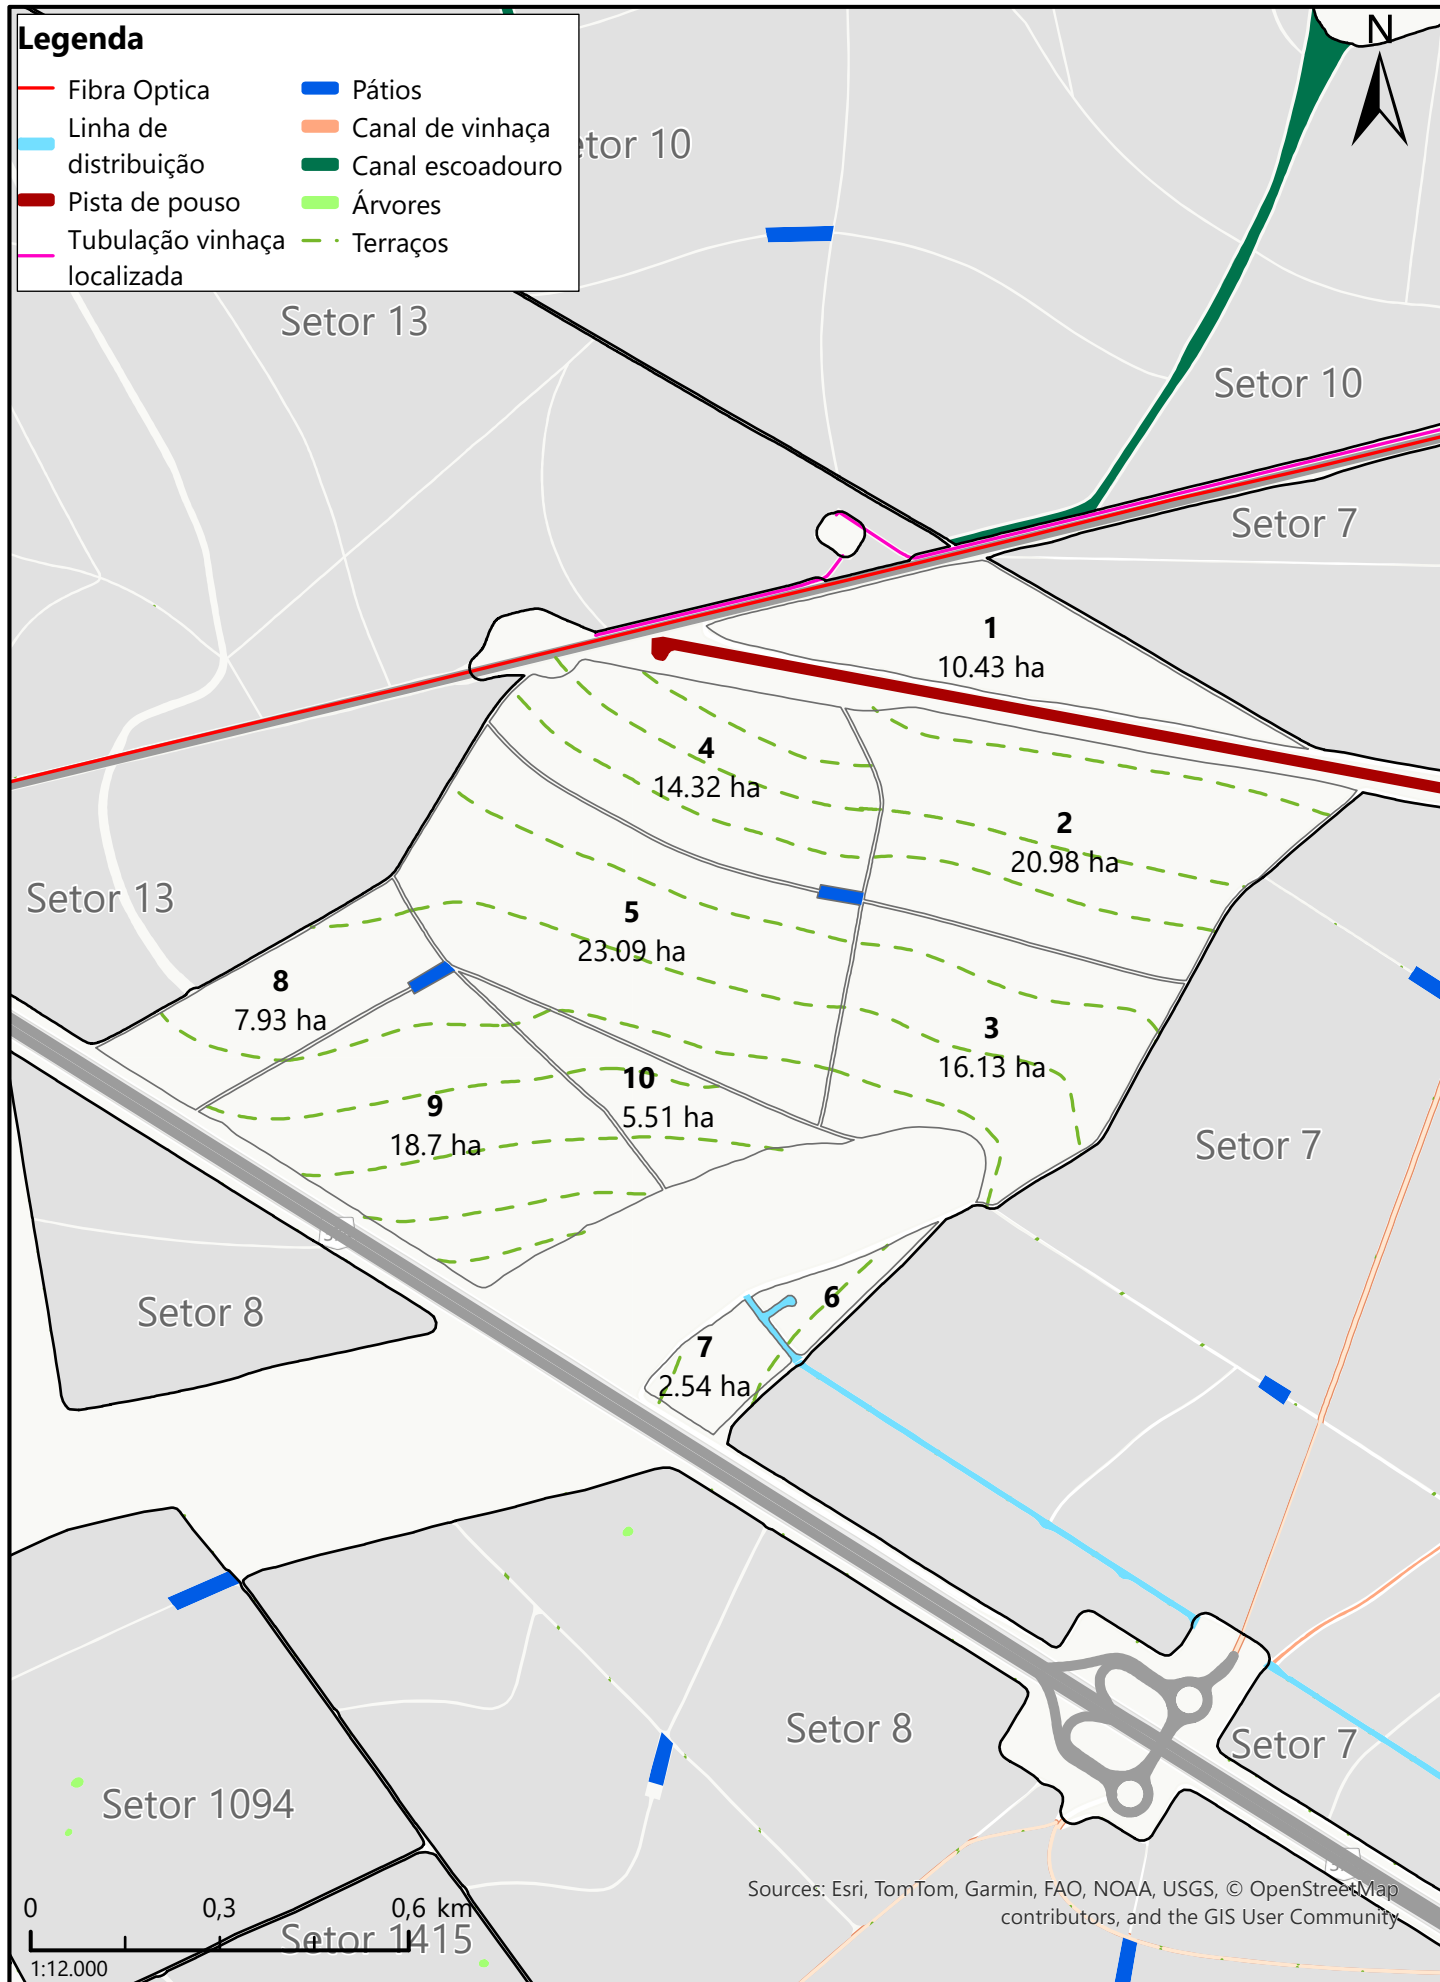 Legenda
Fibra Optica
Linha de
distribuição
Pista de pouso
Tubulação vinhaça
localizada
Pátios
Canal de vinhaça
Canal escoadouro
Árvores
Terraços
N
etor 10
Setor 13
Setor 10
Setor 7
1
10.43 ha
4
14.32 ha
2
20.98 ha
Setor 13
5
23.09 ha
8
7.93 ha
3
16.13 ha
10
5.51 ha
9
18.7 ha
Setor 7
6
Setor 8
7
2.54 ha
Setor 8
Setor 7
Setor 1094
Sources: Esri, TomTom, Garmin, FAO, NOAA, USGS, © OpenStreetMap
contributors, and the GIS User Community
0 0,3 0,6 km
Setor 1415
1:12.000